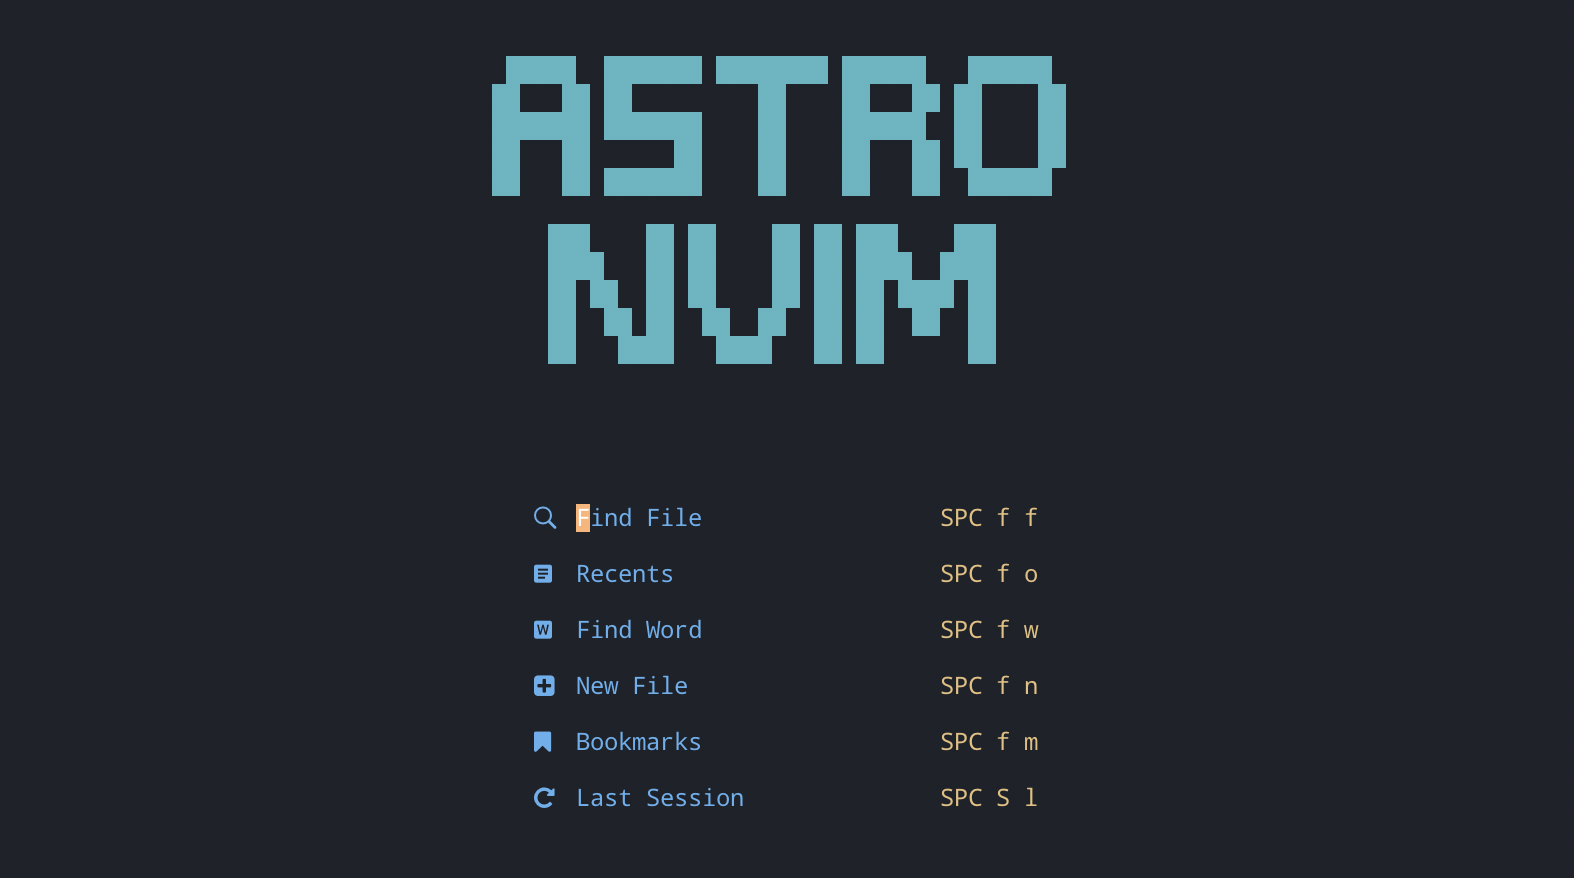 ASTRO
NVIM
Find File SPC f f
Recents SPC f o
Find Word SPC f w
New File SPC f n
Bookmarks SPC f m
Last Session SPC S l